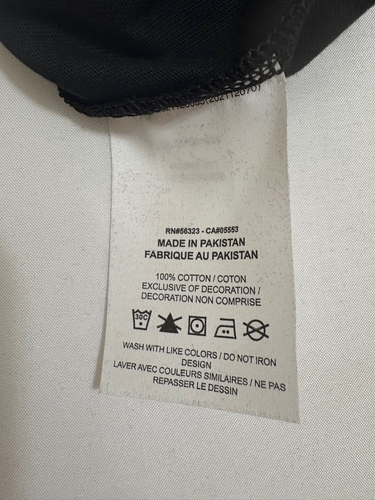 RN#56323 - CA#05553
MADE IN PAKISTAN
FABRIQUE AU PAKISTAN
100% COTTON / COTON
EXCLUSIVE OF DECORATION /
DECORATION NON COMPRISE
30C
WASH WITH LIKE COLORS / DO NOT IRON
DESIGN
LAVER AVEC COULEURS SIMILAIRES / NE PAS
REPASSER LE DESSIN